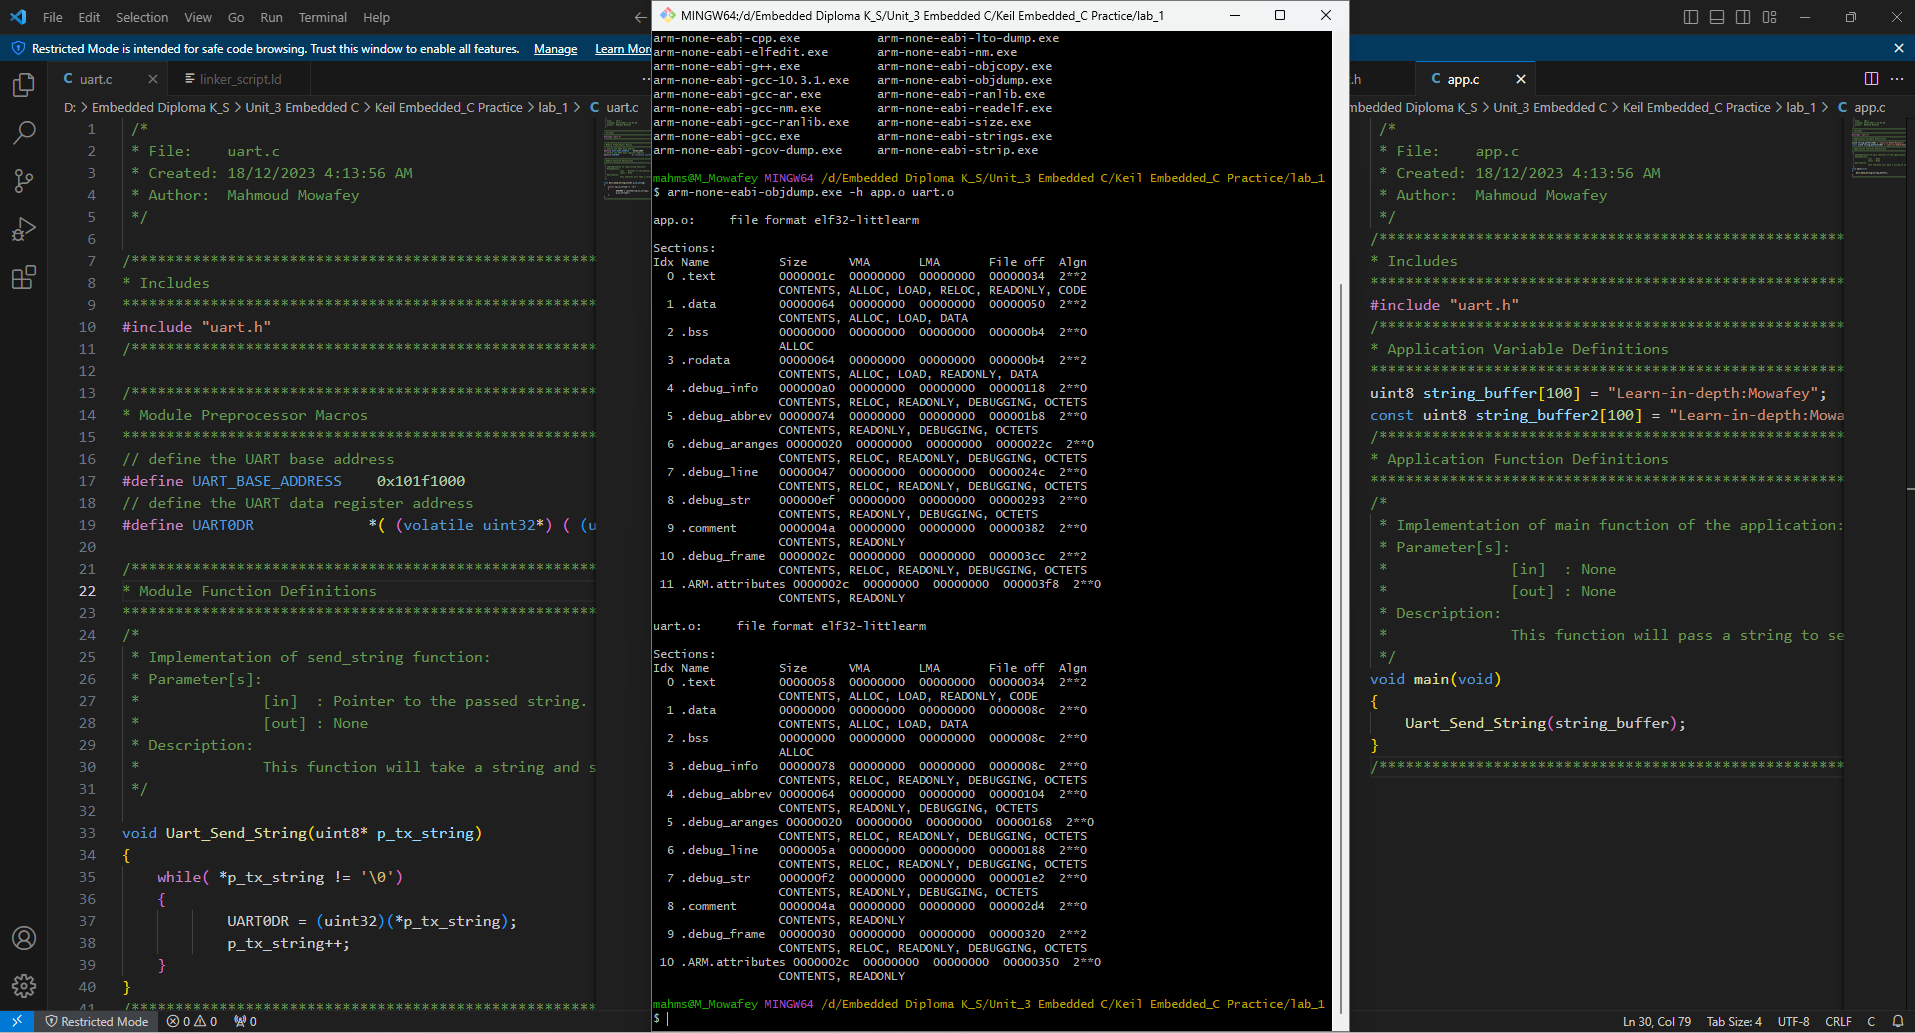 File Edit Selection View Go Run Terminal Help
MINGW64:/d/Embedded Diploma K_S/Unit_3 Embedded C/Keil Embedded_C Practice/lab_1
Restricted Mode is intended for safe code browsing. Trust this window to enable all features. Manage Learn More
uart.c
linker_script.ld
D: > Embedded Diploma K_S > Unit_3 Embedded C > Keil Embedded_C Practice > lab_1 > C uart.c
1 /*
2 * File: uart.c
3 * Created: 18/12/2023 4:13:56 AM
4 * Author: Mahmoud Mowafey
5 */
6
7 /******************************************************
8 * Includes
9 ******************************************************
10 #include "uart.h"
11 /******************************************************
12
13 /******************************************************
14 * Module Preprocessor Macros
15 ******************************************************
16 // define the UART base address
17 #define UART_BASE_ADDRESS 0x101f1000
18 // define the UART data register address
19 #define UART0DR *( (volatile uint32*) ( (u
20
21 /******************************************************
22 * Module Function Definitions
23 ******************************************************
24 /*
25 * Implementation of send_string function:
26 * Parameter[s]:
27 * [in] : Pointer to the passed string.
28 * [out] : None
29 * Description:
30 * This function will take a string and s
31 */
32
33 void Uart_Send_String(uint8* p_tx_string)
34 {
35 while( *p_tx_string != '\0')
36 {
37 UART0DR = (uint32)(*p_tx_string);
38 p_tx_string++;
39 }
40 }
41 /******************************************************
arm-none-eabi-cpp.exe arm-none-eabi-lto-dump.exe
arm-none-eabi-elfedit.exe arm-none-eabi-nm.exe
arm-none-eabi-g++.exe arm-none-eabi-objcopy.exe
arm-none-eabi-gcc-10.3.1.exe arm-none-eabi-objdump.exe
arm-none-eabi-gcc-ar.exe arm-none-eabi-ranlib.exe
arm-none-eabi-gcc-nm.exe arm-none-eabi-readelf.exe
arm-none-eabi-gcc-ranlib.exe arm-none-eabi-size.exe
arm-none-eabi-gcc.exe arm-none-eabi-strings.exe
arm-none-eabi-gcov-dump.exe arm-none-eabi-strip.exe
mahms@M_Mowafey MINGW64 /d/Embedded Diploma K_S/Unit_3 Embedded C/Keil Embedded_C Practice/lab_1
$ arm-none-eabi-objdump.exe -h app.o uart.o
app.o: file format elf32-littlearm
Sections:
Idx Name Size VMA LMA File off Algn
0 .text 0000001c 00000000 00000000 00000034 2**2
CONTENTS, ALLOC, LOAD, RELOC, READONLY, CODE
1 .data 00000064 00000000 00000000 00000050 2**2
CONTENTS, ALLOC, LOAD, DATA
2 .bss 00000000 00000000 00000000 000000b4 2**0
ALLOC
3 .rodata 00000064 00000000 00000000 000000b4 2**2
CONTENTS, ALLOC, LOAD, READONLY, DATA
4 .debug_info 000000a0 00000000 00000000 00000118 2**0
CONTENTS, RELOC, READONLY, DEBUGGING, OCTETS
5 .debug_abbrev 00000074 00000000 00000000 000001b8 2**0
CONTENTS, READONLY, DEBUGGING, OCTETS
6 .debug_aranges 00000020 00000000 00000000 0000022c 2**0
CONTENTS, RELOC, READONLY, DEBUGGING, OCTETS
7 .debug_line 00000047 00000000 00000000 0000024c 2**0
CONTENTS, RELOC, READONLY, DEBUGGING, OCTETS
8 .debug_str 000000ef 00000000 00000000 00000293 2**0
CONTENTS, READONLY, DEBUGGING, OCTETS
9 .comment 0000004a 00000000 00000000 00000382 2**0
CONTENTS, READONLY
10 .debug_frame 0000002c 00000000 00000000 000003cc 2**2
CONTENTS, RELOC, READONLY, DEBUGGING, OCTETS
11 .ARM.attributes 0000002c 00000000 00000000 000003f8 2**0
CONTENTS, READONLY
uart.o: file format elf32-littlearm
Sections:
Idx Name Size VMA LMA File off Algn
0 .text 00000058 00000000 00000000 00000034 2**2
CONTENTS, ALLOC, LOAD, READONLY, CODE
1 .data 00000000 00000000 00000000 0000008c 2**0
CONTENTS, ALLOC, LOAD, DATA
2 .bss 00000000 00000000 00000000 0000008c 2**0
ALLOC
3 .debug_info 00000078 00000000 00000000 0000008c 2**0
CONTENTS, RELOC, READONLY, DEBUGGING, OCTETS
4 .debug_abbrev 00000064 00000000 00000000 00000104 2**0
CONTENTS, READONLY, DEBUGGING, OCTETS
5 .debug_aranges 00000020 00000000 00000000 00000168 2**0
CONTENTS, RELOC, READONLY, DEBUGGING, OCTETS
6 .debug_line 0000005a 00000000 00000000 00000188 2**0
CONTENTS, RELOC, READONLY, DEBUGGING, OCTETS
7 .debug_str 000000f2 00000000 00000000 000001e2 2**0
CONTENTS, READONLY, DEBUGGING, OCTETS
8 .comment 0000004a 00000000 00000000 000002d4 2**0
CONTENTS, READONLY
9 .debug_frame 00000030 00000000 00000000 00000320 2**2
CONTENTS, RELOC, READONLY, DEBUGGING, OCTETS
10 .ARM.attributes 0000002c 00000000 00000000 00000350 2**0
CONTENTS, READONLY
mahms@M_Mowafey MINGW64 /d/Embedded Diploma K_S/Unit_3 Embedded C/Keil Embedded_C Practice/lab_1
$
.h
C app.c
mbedded Diploma K_S > Unit_3 Embedded C > Keil Embedded_C Practice > lab_1 > C app.c
/*
* File: app.c
* Created: 18/12/2023 4:13:56 AM
* Author: Mahmoud Mowafey
*/
/*****************************************************
* Includes
******************************************************
#include "uart.h"
/*****************************************************
* Application Variable Definitions
******************************************************
uint8 string_buffer[100] = "Learn-in-depth:Mowafey";
const uint8 string_buffer2[100] = "Learn-in-depth:Mowa
/*****************************************************
* Application Function Definitions
******************************************************
/*
* Implementation of main function of the application:
* Parameter[s]:
* [in] : None
* [out] : None
* Description:
* This function will pass a string to se
*/
void main(void)
{
Uart_Send_String(string_buffer);
}
/*****************************************************
Restricted Mode 0 0 0
Ln 30, Col 79 Tab Size: 4 UTF-8 CRLF C